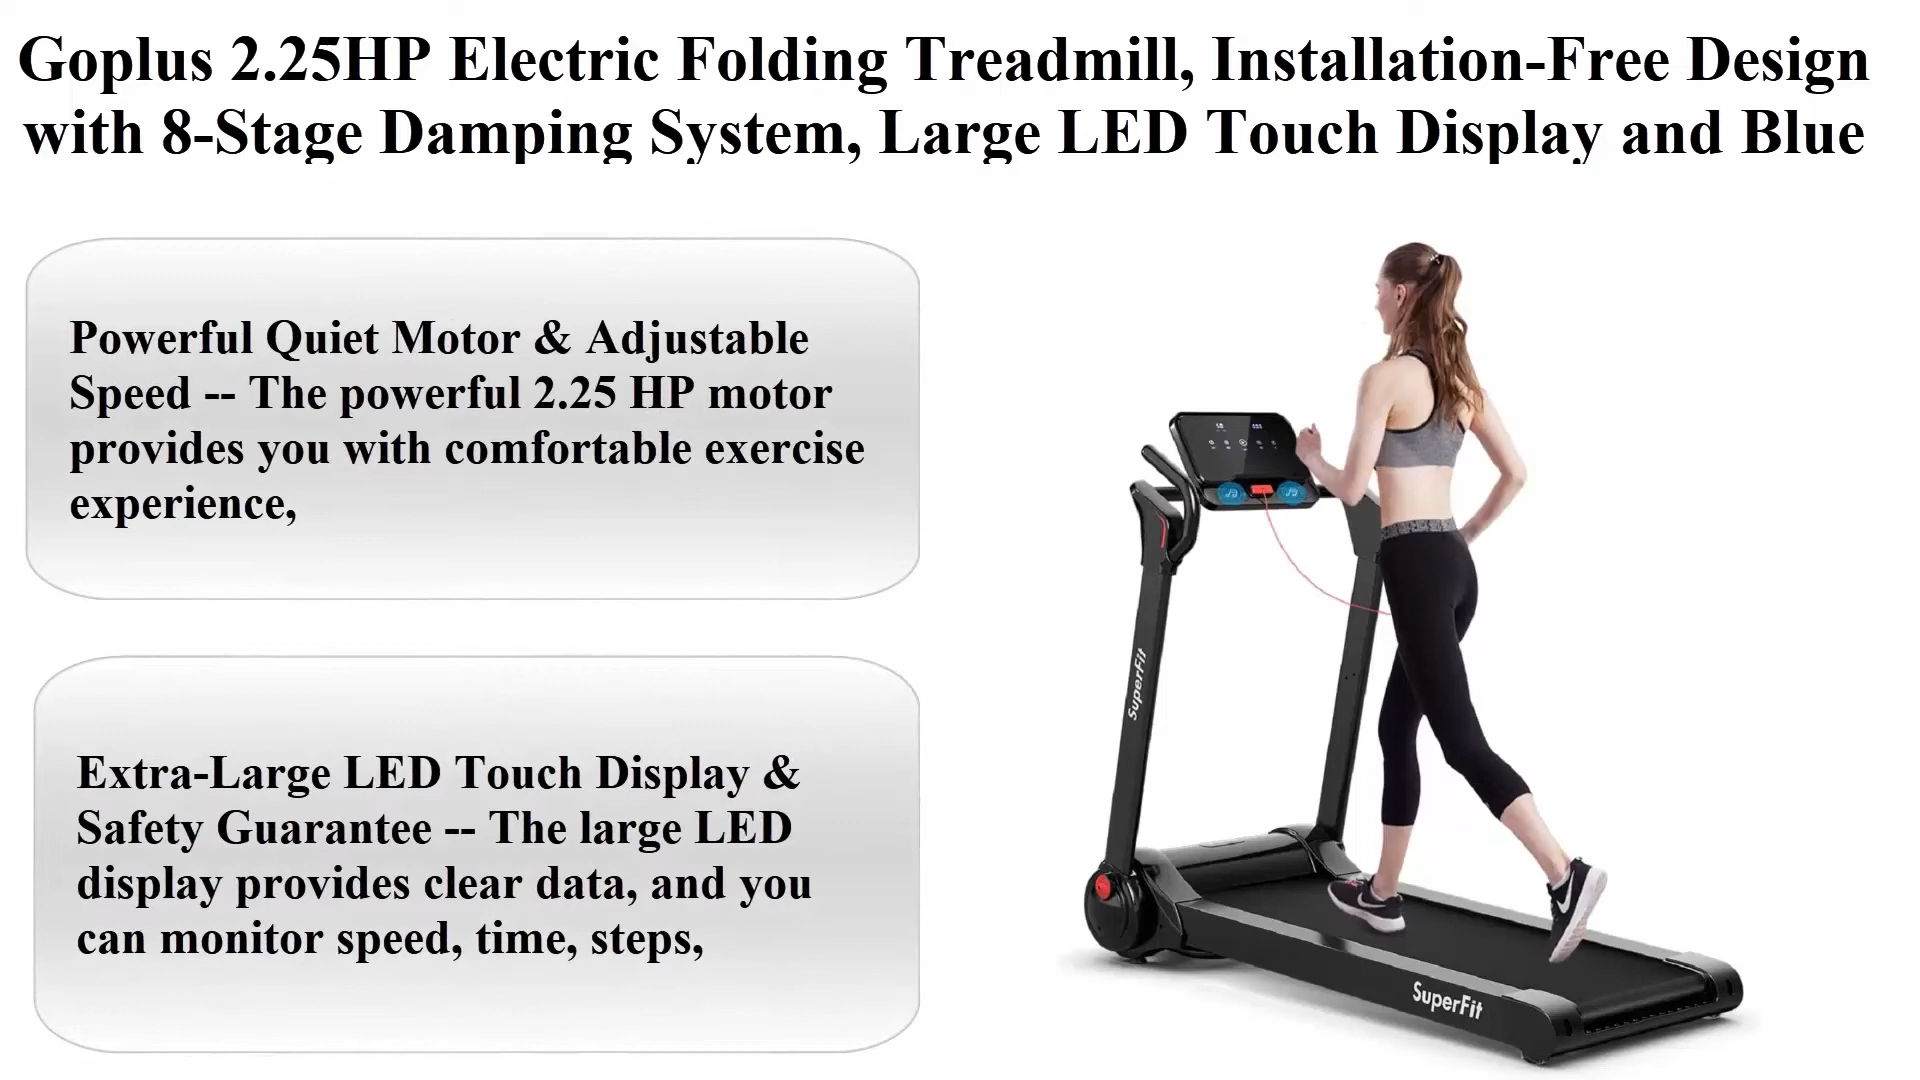 Goplus 2.25HP Electric Folding Treadmill, Installation-Free Design
with 8-Stage Damping System, Large LED Touch Display and Blue
Powerful Quiet Motor & Adjustable
Speed -- The powerful 2.25 HP motor
provides you with comfortable exercise
experience,
Extra-Large LED Touch Display &
Safety Guarantee -- The large LED
display provides clear data, and you
can monitor speed, time, steps,
SuperFit
SuperFit